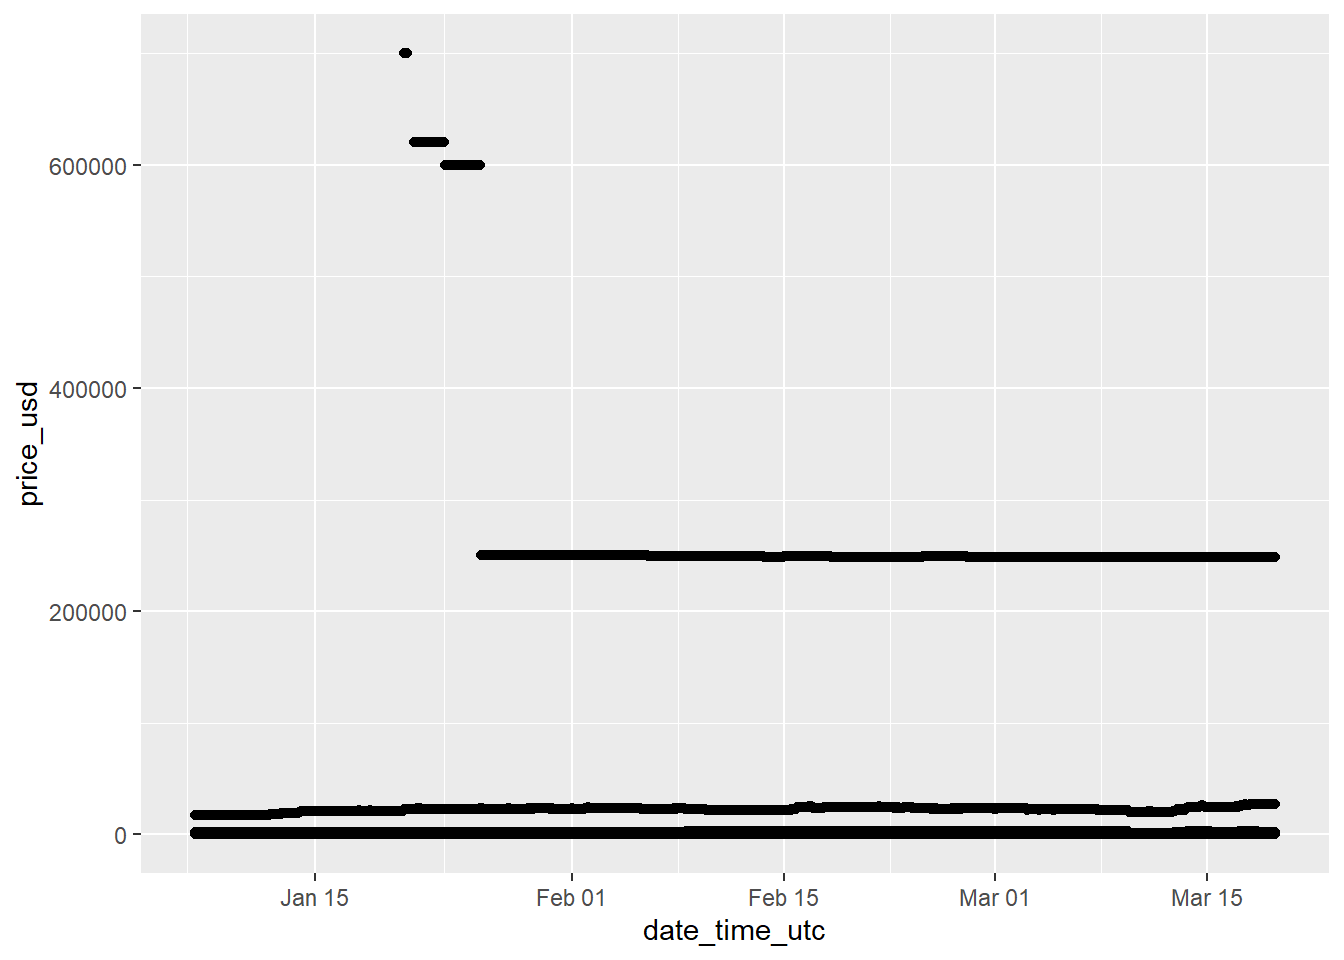 600000
400000
200000
0
price_usd
Jan 15
Feb 01
Feb 15
Mar 01
Mar 15
date_time_utc